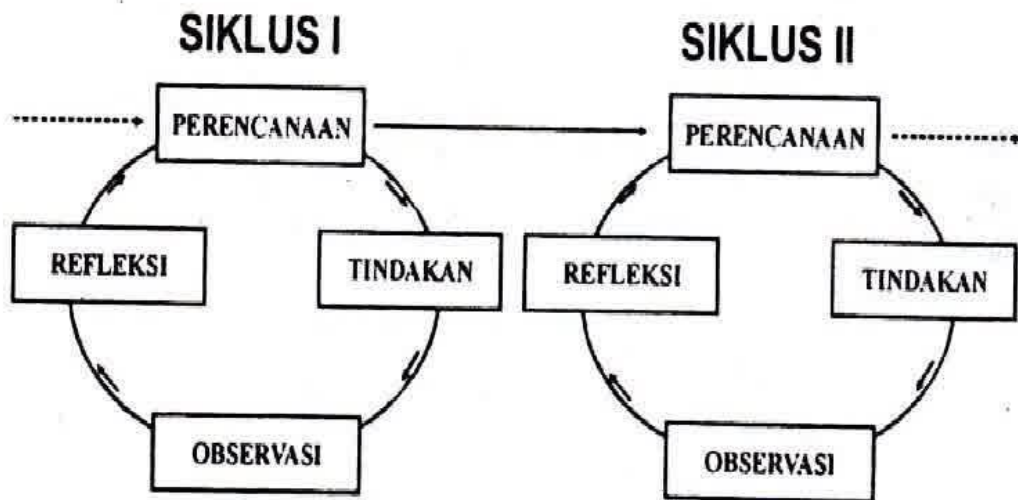 SIKLUS I
PERENCANAAN
TINDAKAN
OBSERVASI
REFLEKSI
SIKLUS II
PERENCANAAN
TINDAKAN
OBSERVASI
REFLEKSI